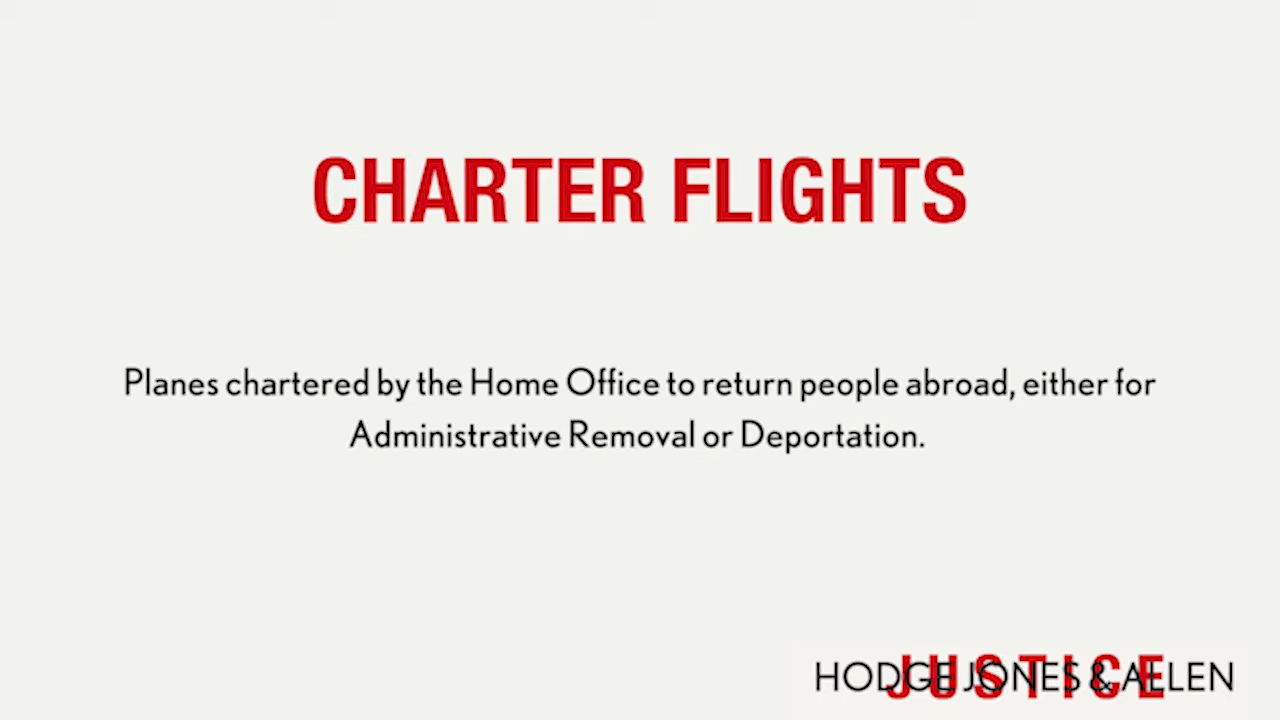 CHARTER FLIGHTS
Planes chartered by the Home Office to return people abroad, either for
Administrative Removal or Deportation.
JUSTICE
HODGE JONES & ALLEN